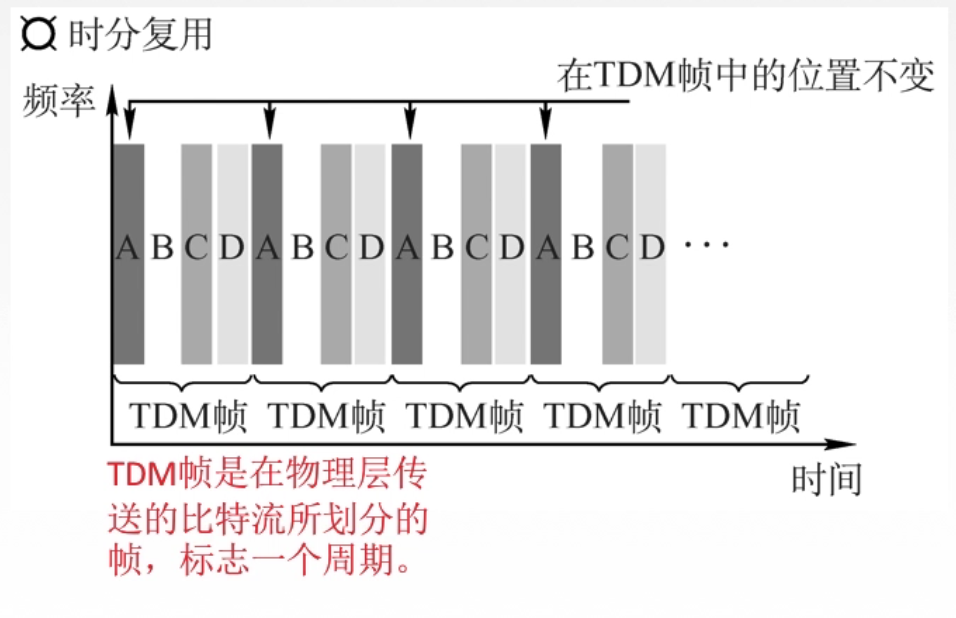 ¤ 时分复用
在TDM帧中的位置不变
频率
A B C D A B C D A B C D A B C D ···
TDM帧 TDM帧 TDM帧 TDM帧 TDM帧
时间
TDM帧是在物理层传
送的比特流所划分的
帧，标志一个周期。